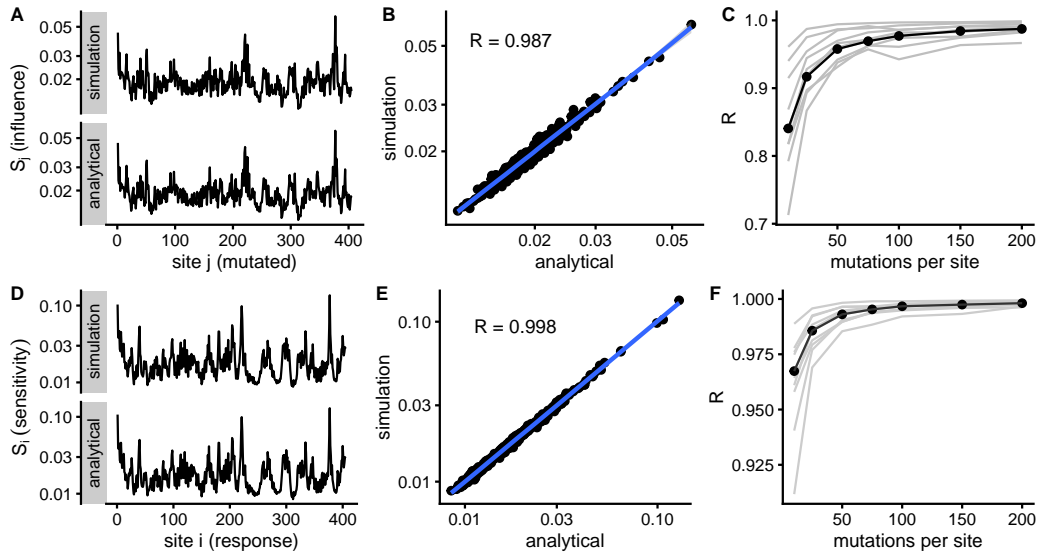 A
S_j (influence)
simulation
0.05
0.03
0.02
analytical
0.05
0.03
0.02
0
100
200
300
400
site j (mutated)
B
R = 0.987
simulation
0.05
0.03
0.02
0.02
0.03
0.05
analytical
C
R
1.0
0.9
0.8
0.7
50
100
150
200
mutations per site
D
S_i (sensitivity)
simulation
0.10
0.03
0.01
analytical
0.10
0.03
0.01
0
100
200
300
400
site i (response)
E
R = 0.998
simulation
0.10
0.03
0.01
0.01
0.03
0.10
analytical
F
R
1.000
0.975
0.950
0.925
50
100
150
200
mutations per site